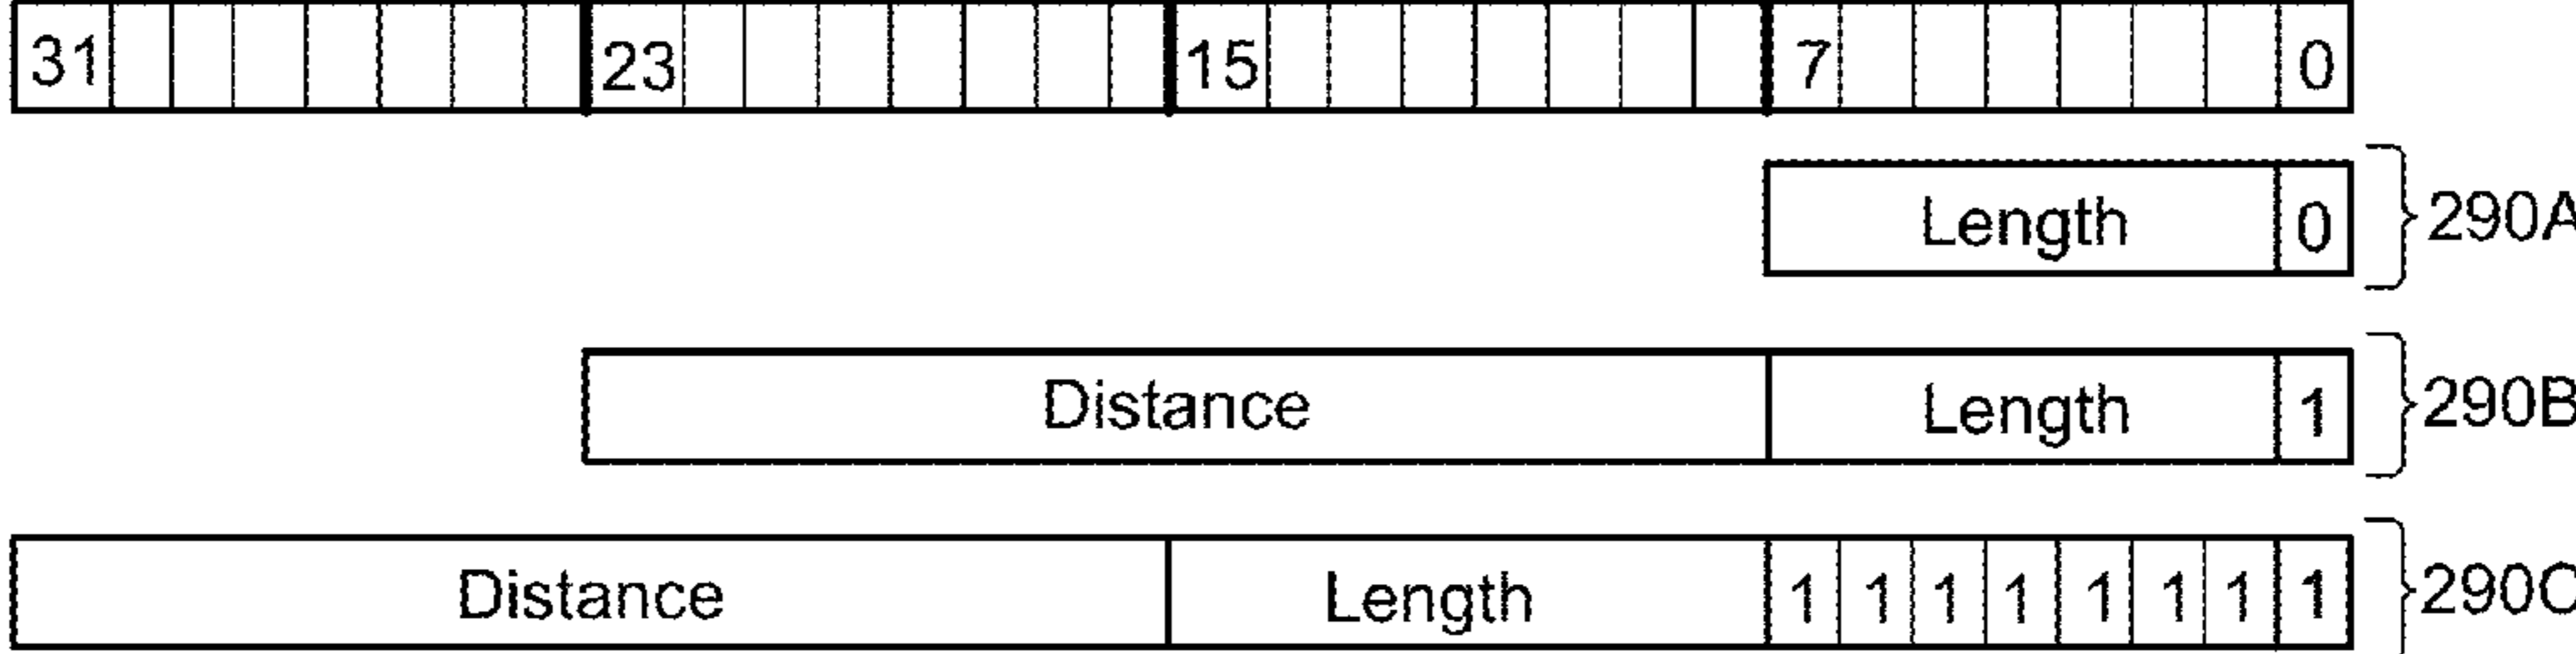 31 23 15 7 0
Length 0 290A
Distance Length 1 290B
Distance Length 1 1 1 1 1 1 1 1 290C